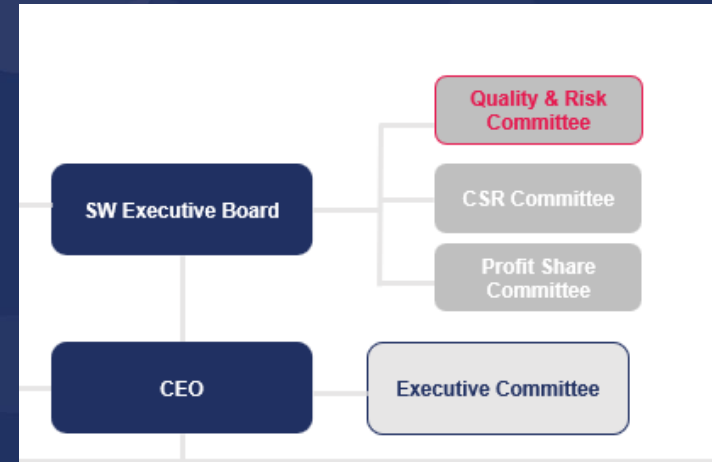 Quality & Risk
Committee
SW Executive Board
CSR Committee
Profit Share
Committee
CEO
Executive Committee